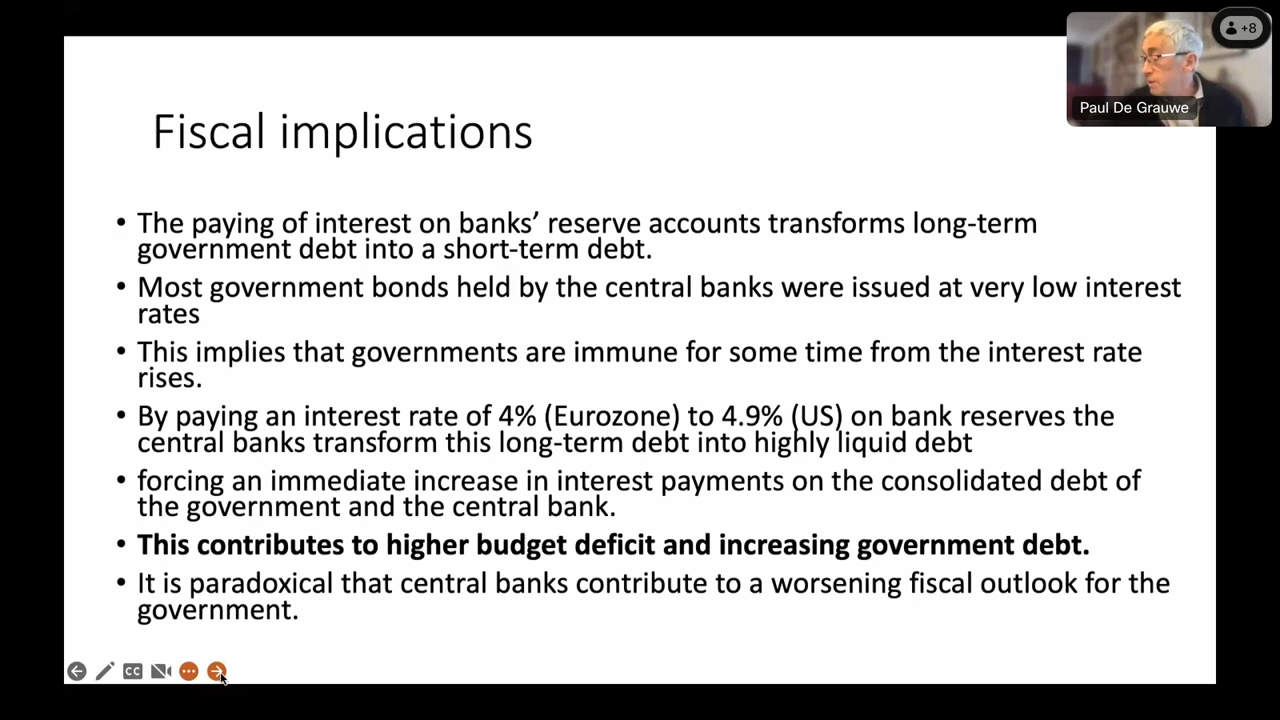 +8
Paul De Grauwe
Fiscal implications
• The paying of interest on banks’ reserve accounts transforms long-term
government debt into a short-term debt.
• Most government bonds held by the central banks were issued at very low interest
rates
• This implies that governments are immune for some time from the interest rate
rises.
• By paying an interest rate of 4% (Eurozone) to 4.9% (US) on bank reserves the
central banks transform this long-term debt into highly liquid debt
• forcing an immediate increase in interest payments on the consolidated debt of
the government and the central bank.
• This contributes to higher budget deficit and increasing government debt.
• It is paradoxical that central banks contribute to a worsening fiscal outlook for the
government.
CC